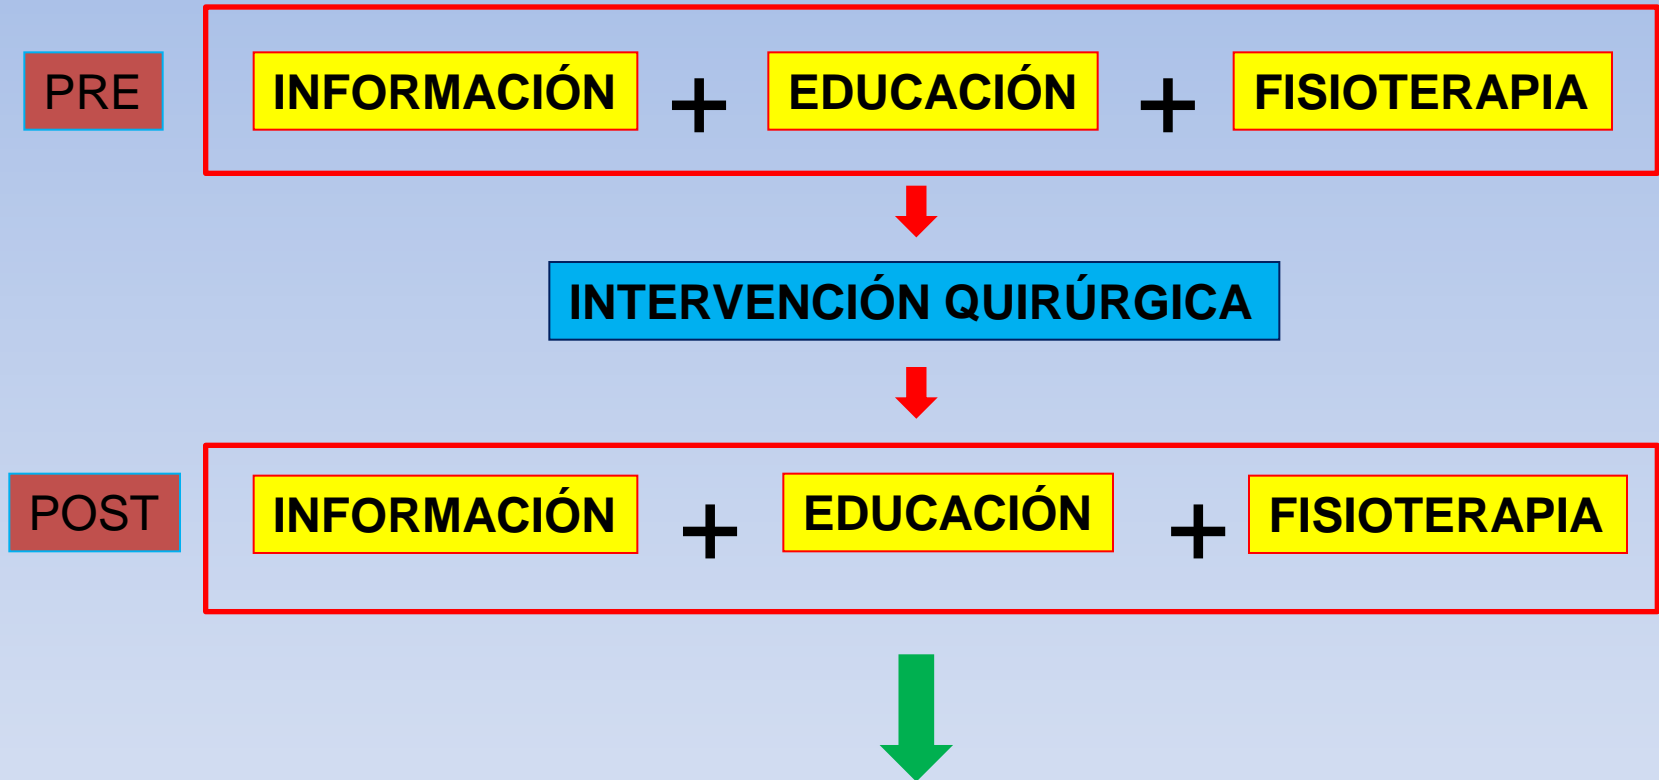 PRE
INFORMACIÓN + EDUCACIÓN + FISIOTERAPIA
INTERVENCIÓN QUIRÚRGICA
POST
INFORMACIÓN + EDUCACIÓN + FISIOTERAPIA